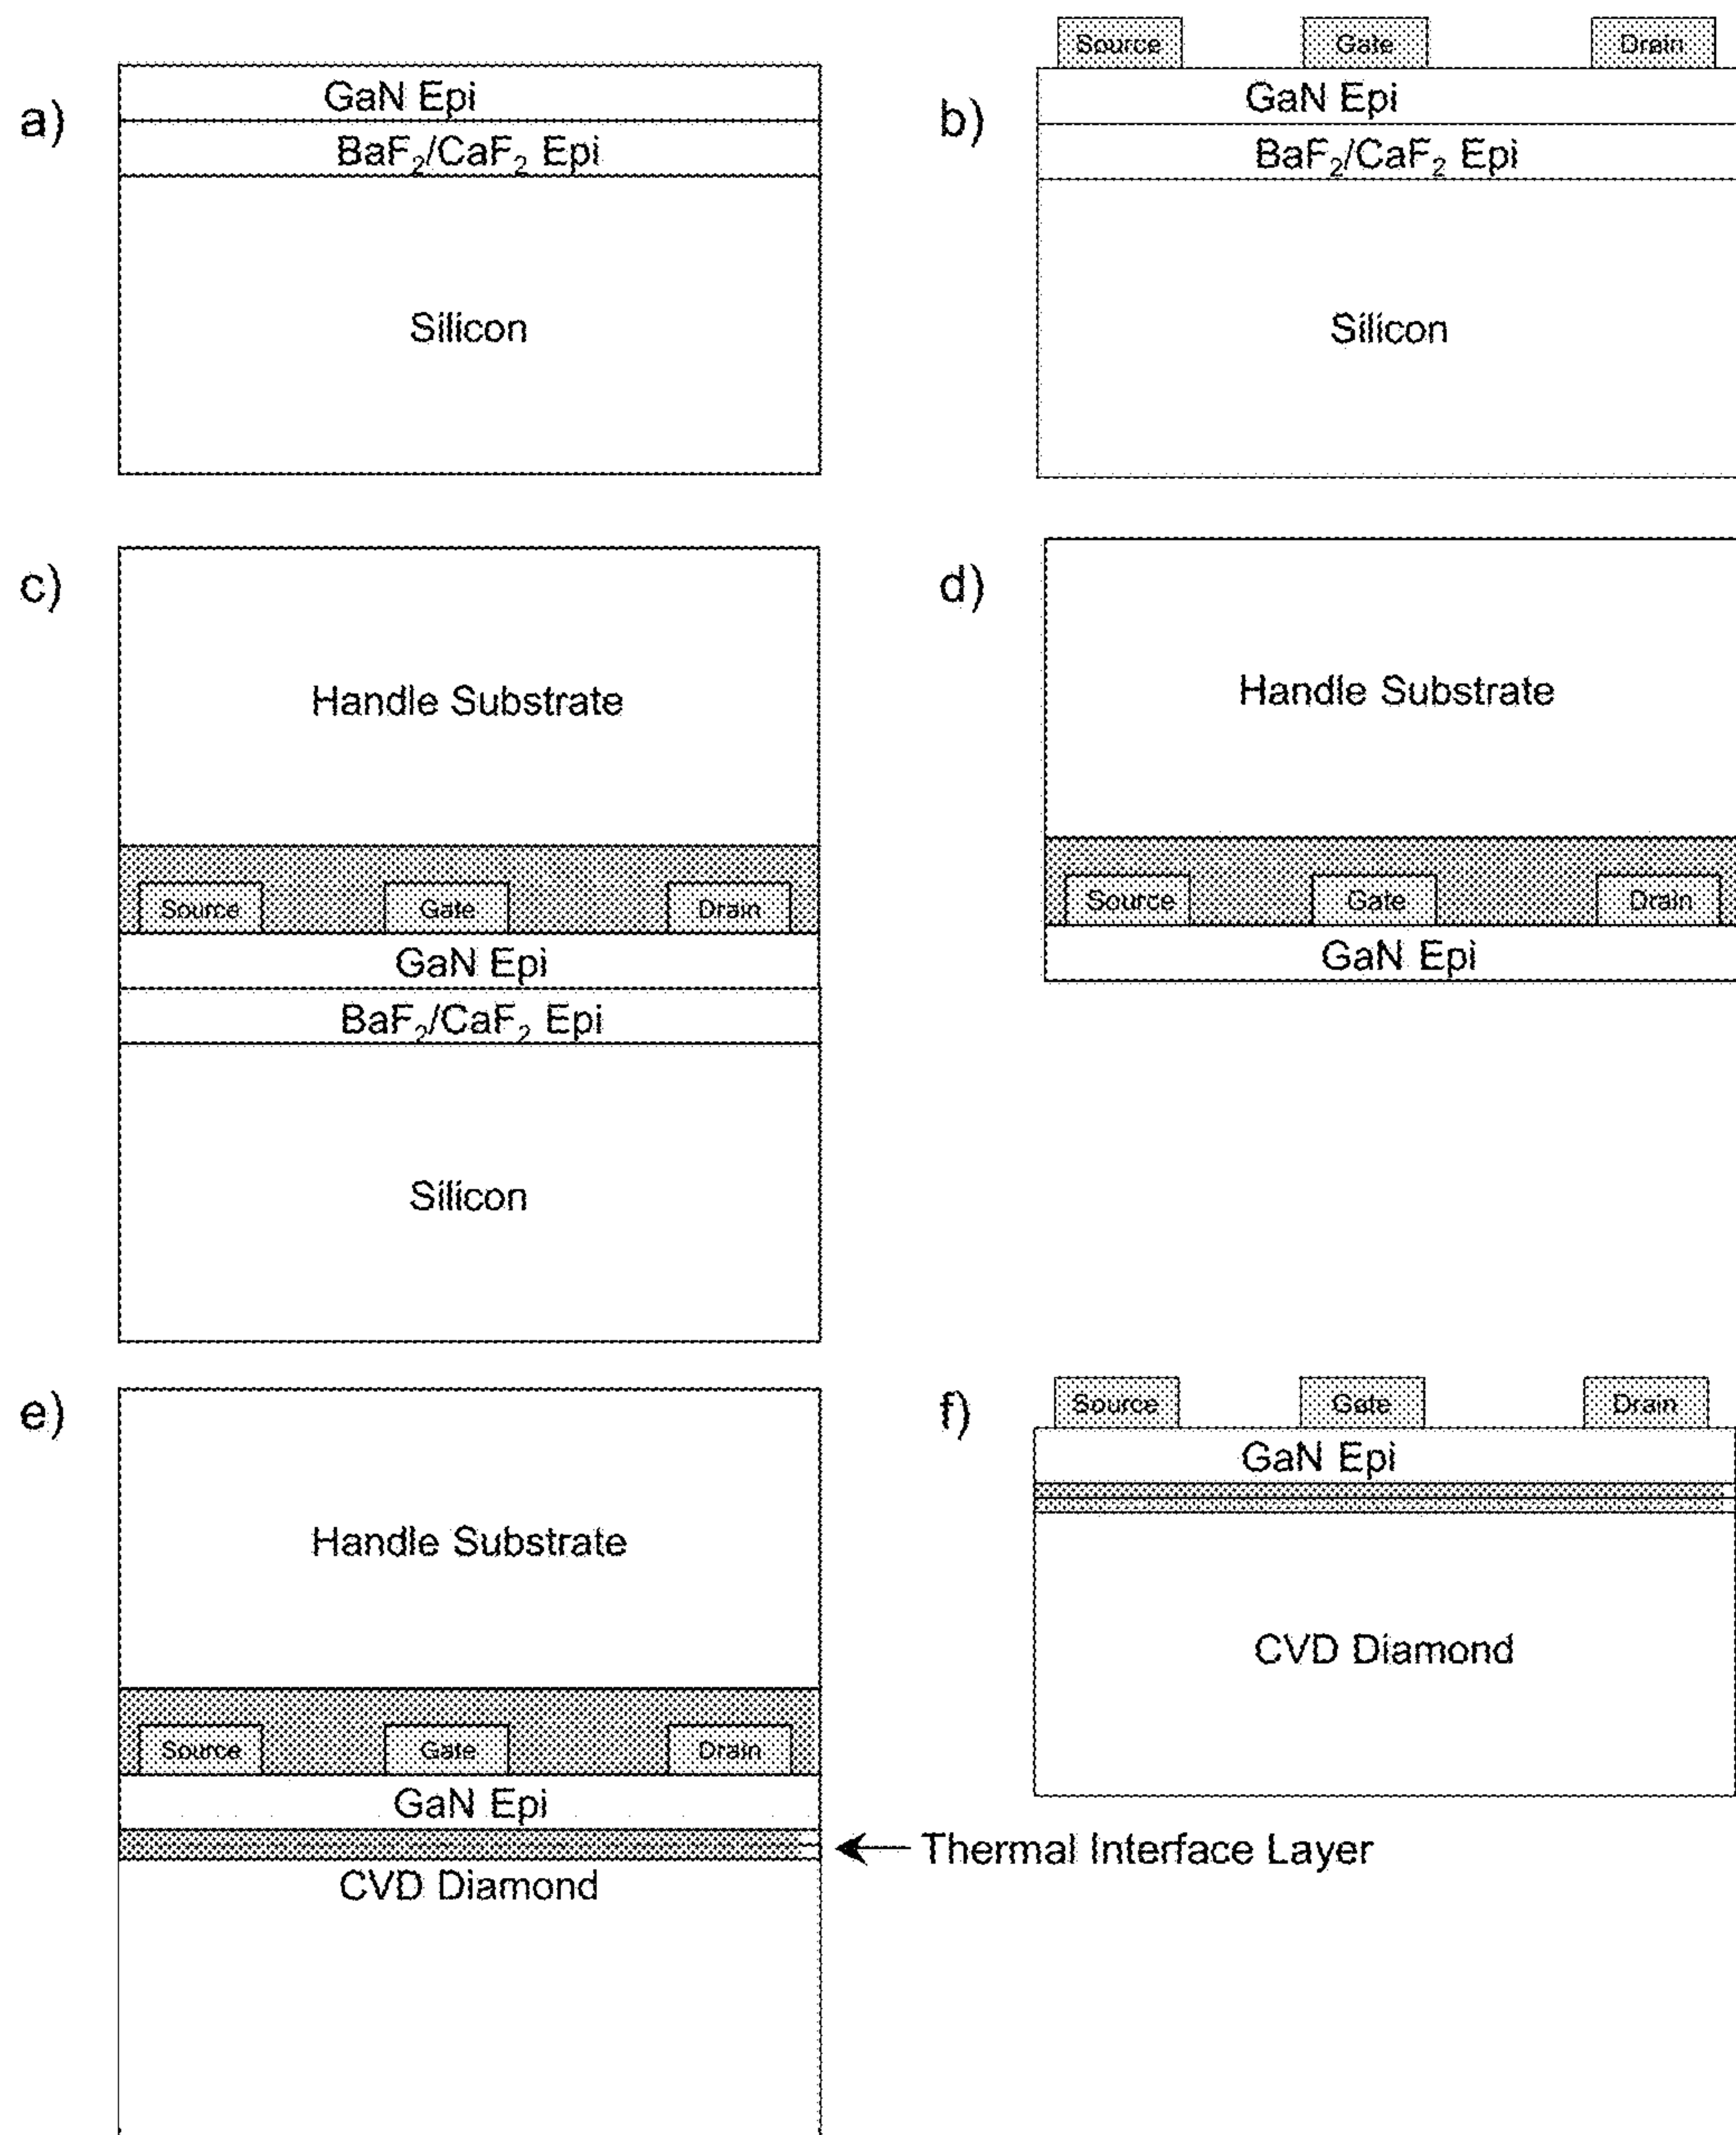 a)
GaN Epi
BaF₂/CaF₂ Epi
Silicon
b)
Source Gate Drain
GaN Epi
BaF₂/CaF₂ Epi
Silicon
c)
Handle Substrate
Source Gate Drain
GaN Epi
BaF₂/CaF₂ Epi
Silicon
d)
Handle Substrate
Source Gate Drain
GaN Epi
e)
Handle Substrate
Source Gate Drain
GaN Epi
Thermal Interface Layer
CVD Diamond
f)
Source Gate Drain
GaN Epi
CVD Diamond